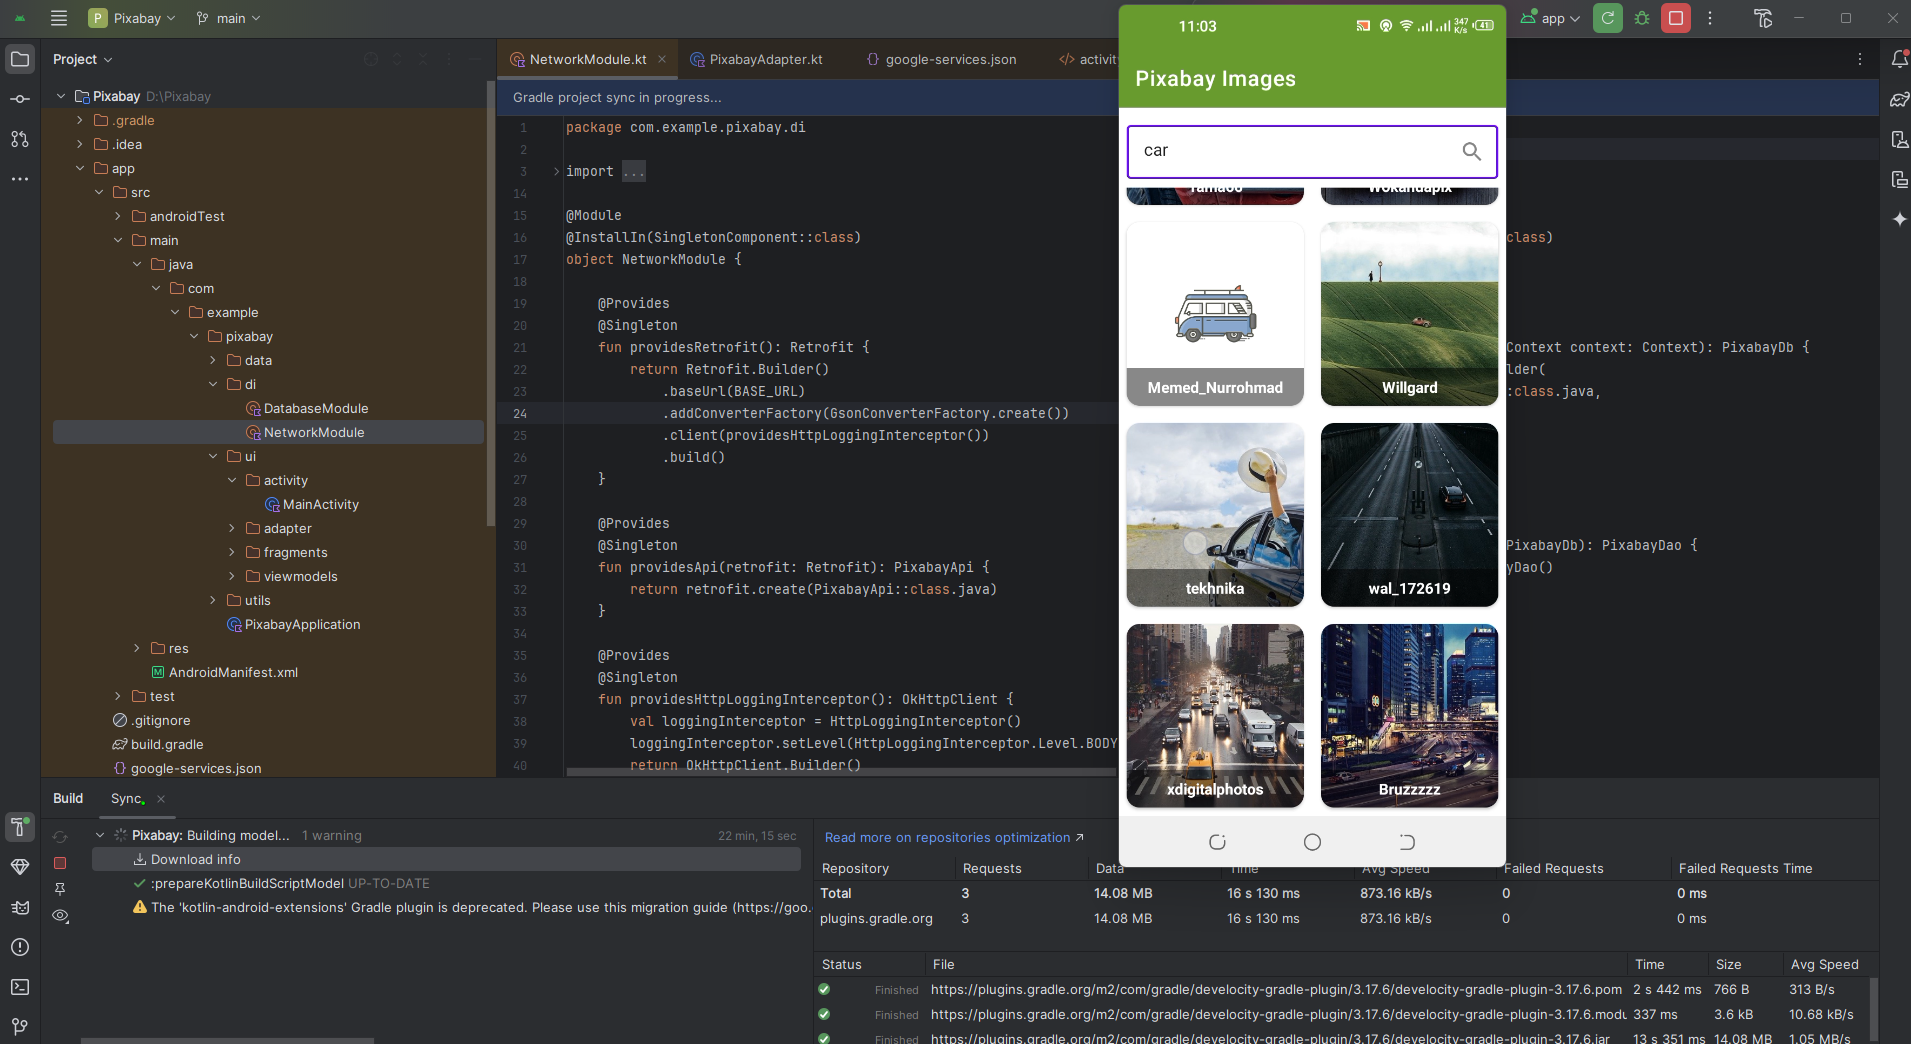 P Pixabay main
app
Project
NetworkModule.kt
PixabayAdapter.kt
google-services.json
activit
Gradle project sync in progress...
Pixabay D:\Pixabay
.gradle
.idea
app
src
androidTest
main
java
com
example
pixabay
data
di
DatabaseModule
NetworkModule
ui
activity
MainActivity
adapter
fragments
viewmodels
utils
PixabayApplication
res
AndroidManifest.xml
test
.gitignore
build.gradle
google-services.json
1 package com.example.pixabay.di
2
3 import ...
14
15 @Module
16 @InstallIn(SingletonComponent::class)
17 object NetworkModule {
18
19 @Provides
20 @Singleton
21 fun providesRetrofit(): Retrofit {
22 return Retrofit.Builder()
23 .baseUrl(BASE_URL)
24 .addConverterFactory(GsonConverterFactory.create())
25 .client(providesHttpLoggingInterceptor())
26 .build()
27 }
28
29 @Provides
30 @Singleton
31 fun providesApi(retrofit: Retrofit): PixabayApi {
32 return retrofit.create(PixabayApi::class.java)
33 }
34
35 @Provides
36 @Singleton
37 fun providesHttpLoggingInterceptor(): OkHttpClient {
38 val loggingInterceptor = HttpLoggingInterceptor()
39 loggingInterceptor.setLevel(HttpLoggingInterceptor.Level.BODY
40 return OkHttpClient.Builder()
11:03
347 K/s
41
Pixabay Images
car
Wokandapix
Memed_Nurrohmad
Willgard
tekhnika
wal_172619
xdigitalphotos
Bruzzzzz
class)
Context context: Context): PixabayDb {
lder(
:class.java,
PixabayDb): PixabayDao {
yDao()
Build
Sync
Pixabay: Building model... 1 warning 22 min, 15 sec
Download info
:prepareKotlinBuildScriptModel UP-TO-DATE
The 'kotlin-android-extensions' Gradle plugin is deprecated. Please use this migration guide (https://goo.
Read more on repositories optimization ↗
Repository Requests Data Time Avg Speed Failed Requests Failed Requests Time
Total 3 14.08 MB 16 s 130 ms 873.16 kB/s 0 0 ms
plugins.gradle.org 3 14.08 MB 16 s 130 ms 873.16 kB/s 0 0 ms
Status File Time Size Avg Speed
Finished https://plugins.gradle.org/m2/com/gradle/develocity-gradle-plugin/3.17.6/develocity-gradle-plugin-3.17.6.pom 2 s 442 ms 766 B 313 B/s
Finished https://plugins.gradle.org/m2/com/gradle/develocity-gradle-plugin/3.17.6/develocity-gradle-plugin-3.17.6.modu 337 ms 3.6 kB 10.68 kB/s
Finished https://plugins.gradle.org/m2/com/gradle/develocity-gradle-plugin/3.17.6/develocity-gradle-plugin-3.17.6.jar 13 s 351 ms 14.08 MB 1.05 MB/s